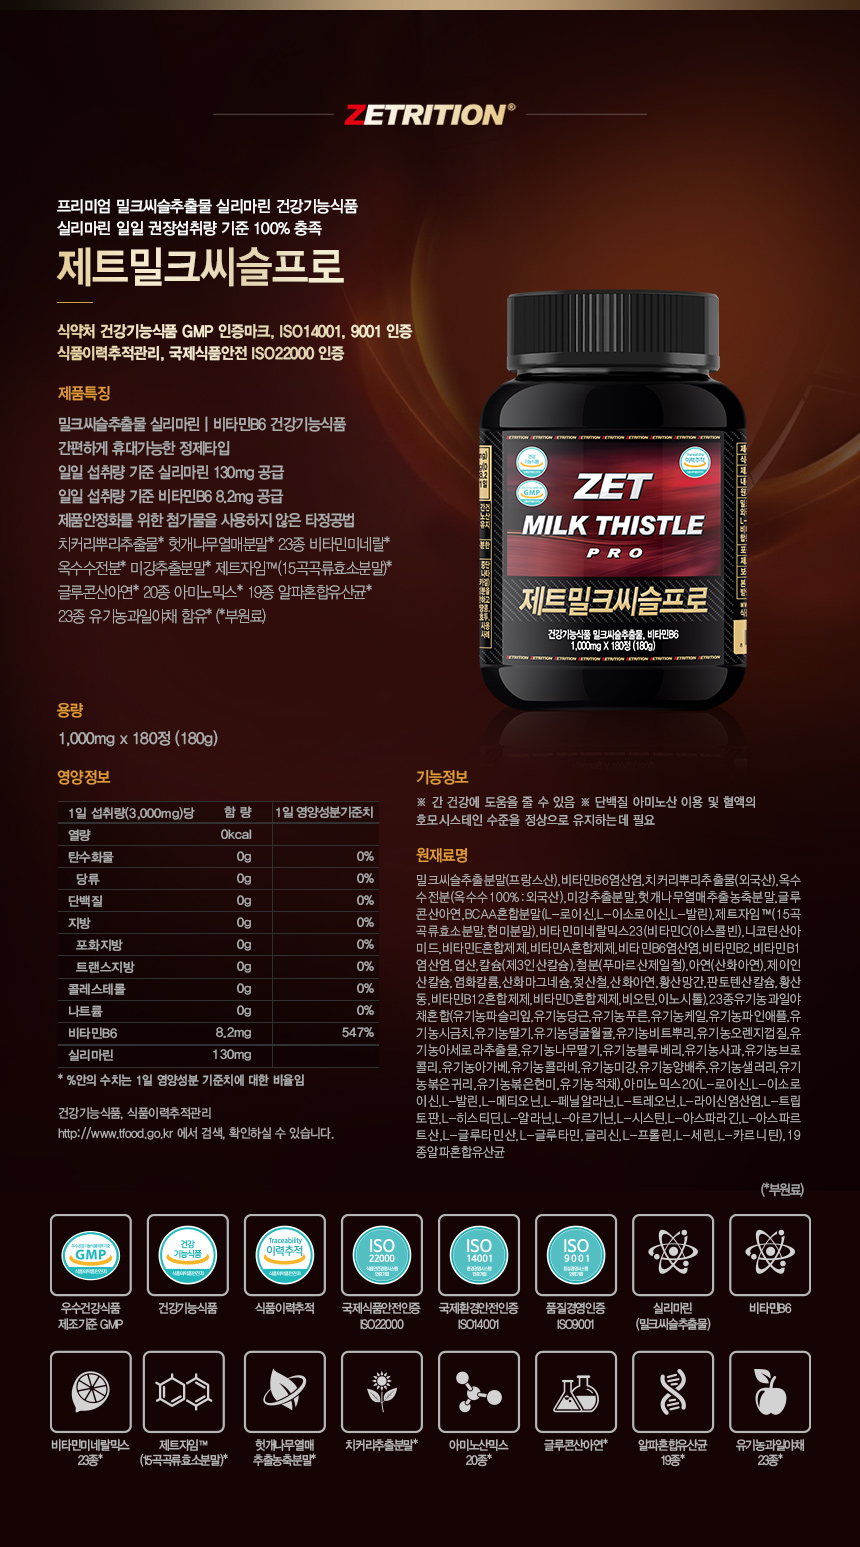 ZETRITION®
프리미엄 밀크씨슬추출물 실리마린 건강기능식품
실리마린 일일 권장섭취량 기준 100% 충족
제트밀크씨슬프로
식약처 건강기능식품 GMP 인증마크, ISO14001, 9001 인증
식품이력추적관리, 국제식품안전 ISO22000 인증
제품특징
밀크씨슬추출물 실리마린 | 비타민B6 건강기능식품
간편하게 휴대가능한 정제타입
일일 섭취량 기준 실리마린 130mg 공급
일일 섭취량 기준 비타민B6 8,2mg 공급
제품안정화를 위한 첨가물을 사용하지 않은 타정공법
치커리뿌리추출물* 헛개나무열매분말* 23종 비타민미네랄*
옥수수전분* 미강추출분말* 제트자임™(15곡곡류효소분말)*
글루콘산아연* 20종 아미노믹스* 19종 알파혼합유산균*
23종 유기농과일야채 함유* (*부원료)
건강
기능식품
GMP
Traceability
이력추적
ZET
MILK THISTLE
PRO
제트밀크씨슬프로
건강기능식품 밀크씨슬추출물, 비타민B6
1,000mg X 180정 (180g)
용량
1,000mg x 180정 (180g)
영양정보
1일 섭취량(3,000mg)당 함 량 1일 영양성분기준치
열량 0kcal
탄수화물 0g 0%
당류 0g 0%
단백질 0g 0%
지방 0g 0%
포화지방 0g 0%
트랜스지방 0g 0%
콜레스테롤 0g 0%
나트륨 0g 0%
비타민B6 8,2mg 547%
실리마린 130mg
* %안의 수치는 1일 영양성분 기준치에 대한 비율임
건강기능식품, 식품이력추적관리
http://www.tfood.go.kr 에서 검색, 확인하실 수 있습니다.
기능정보
※ 간 건강에 도움을 줄 수 있음 ※ 단백질 아미노산 이용 및 혈액의
호모시스테인 수준을 정상으로 유지하는데 필요
원재료명
밀크씨슬추출분말(프랑스산),비타민B6염산염,치커리뿌리추출물(외국산),옥수
수전분(옥수수100%:외국산),미강추출분말,헛개나무열매추출농축분말,글루
콘산아연,BCAA혼합분말(L-로이신,L-이소로이신,L-발린),제트자임™(15곡
곡류효소분말,현미분말),비타민미네랄믹스23(비타민C(아스콜빈),니코틴산아
미드,비타민E혼합제제,비타민A혼합제제,비타민B6염산염,비타민B2,비타민B1
염산염,엽산,칼슘(제3인산칼슘),철분(푸마르산제일철),아연(산화아연),제이인
산칼슘,염화칼륨,산화마그네슘,젖산철,산화아연,황산망간,판토텐산칼슘,황산
동,비타민B12혼합제제,비타민D혼합제제,비오틴,이노시톨),23종유기농과일야
채혼합(유기농파슬리잎,유기농당근,유기농푸룬,유기농케일,유기농파인애플,유
기농시금치,유기농딸기,유기농덩굴월귤,유기농비트뿌리,유기농오렌지껍질,유
기농아세로라추출물,유기농나무딸기,유기농블루베리,유기농사과,유기농브로
콜리,유기농아가베,유기농콜라비,유기농미강,유기농양배추,유기농샐러리,유기
농볶은귀리,유기농볶은현미,유기농적채),아미노믹스20(L-로이신,L-이소로
이신,L-발린,L-메티오닌,L-페닐알라닌,L-트레오닌,L-라이신염산염,L-트립
토판,L-히스티딘,L-알라닌,L-아르기닌,L-시스틴,L-아스파라긴,L-아스파르
트산,L-글루타민산,L-글루타민,글리신,L-프롤린,L-세린,L-카르니틴),19
종알파혼합유산균
(*부원료)
GMP
건강
기능식품
Traceability
이력추적
ISO
22000
ISO
14001
ISO
9001
우수건강식품 건강기능식품 식품이력추적 국제식품안전인증 국제환경안전인증 품질경영인증 실리마린 비타민B6
제조기준 GMP ISO22000 ISO14001 ISO9001 (밀크씨슬추출물)
비타민미네랄믹스 제트자임™ 헛개나무열매 치커리추출분말* 아미노산믹스 글루콘산아연* 알파혼합유산균 유기농과일야채
23종* (15곡곡류효소분말)* 추출농축분말* 20종* 19종* 23종*